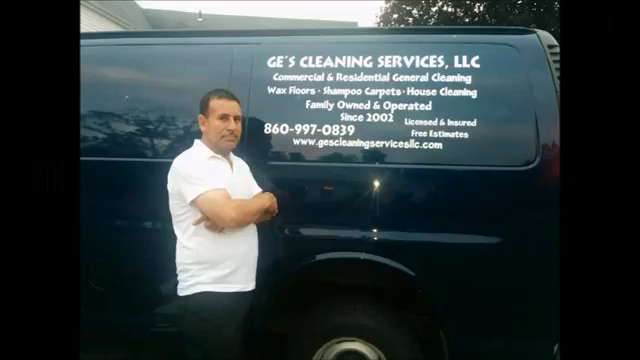 GE'S CLEANING SERVICES, LLC
Commercial & Residential General Cleaning
Wax Floors · Shampoo Carpets · House Cleaning
Family Owned & Operated
Since 2002
Licensed & Insured
860-997-0839
Free Estimates
www.gescleaningservicesllc.com